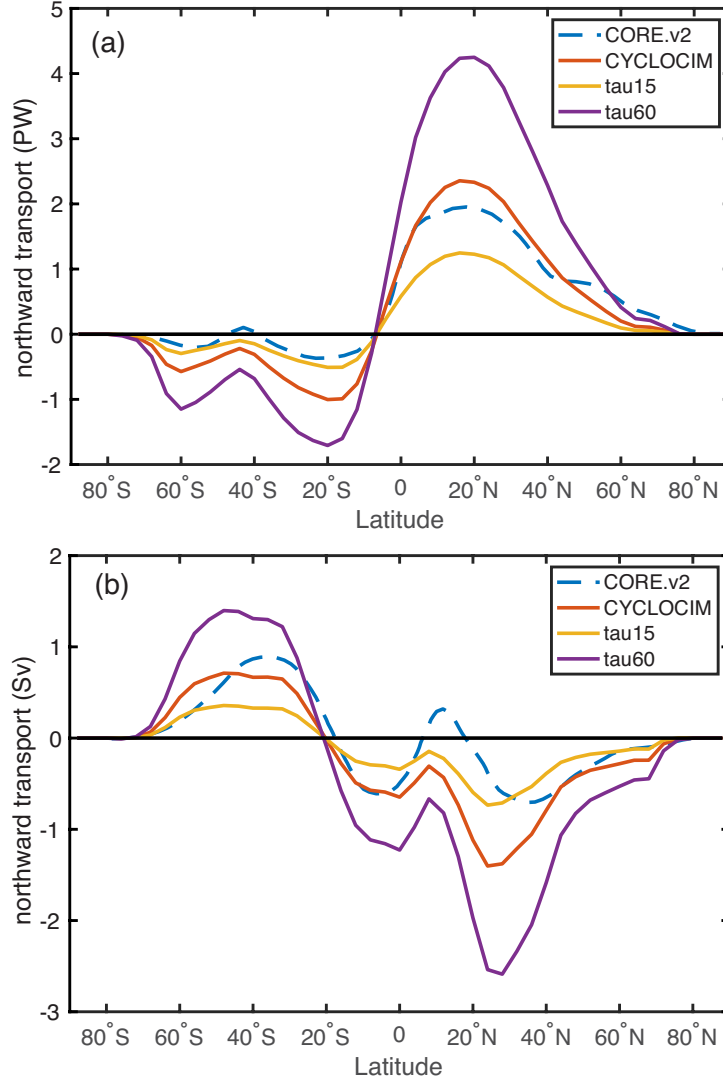 (a)
CORE.v2
CYCLOCIM
tau15
tau60
northward transport (PW)
5
4
3
2
1
0
-1
-2
80°S 60°S 40°S 20°S 0 20°N 40°N 60°N 80°N
Latitude
(b)
CORE.v2
CYCLOCIM
tau15
tau60
northward transport (Sv)
2
1
0
-1
-2
-3
80°S 60°S 40°S 20°S 0 20°N 40°N 60°N 80°N
Latitude